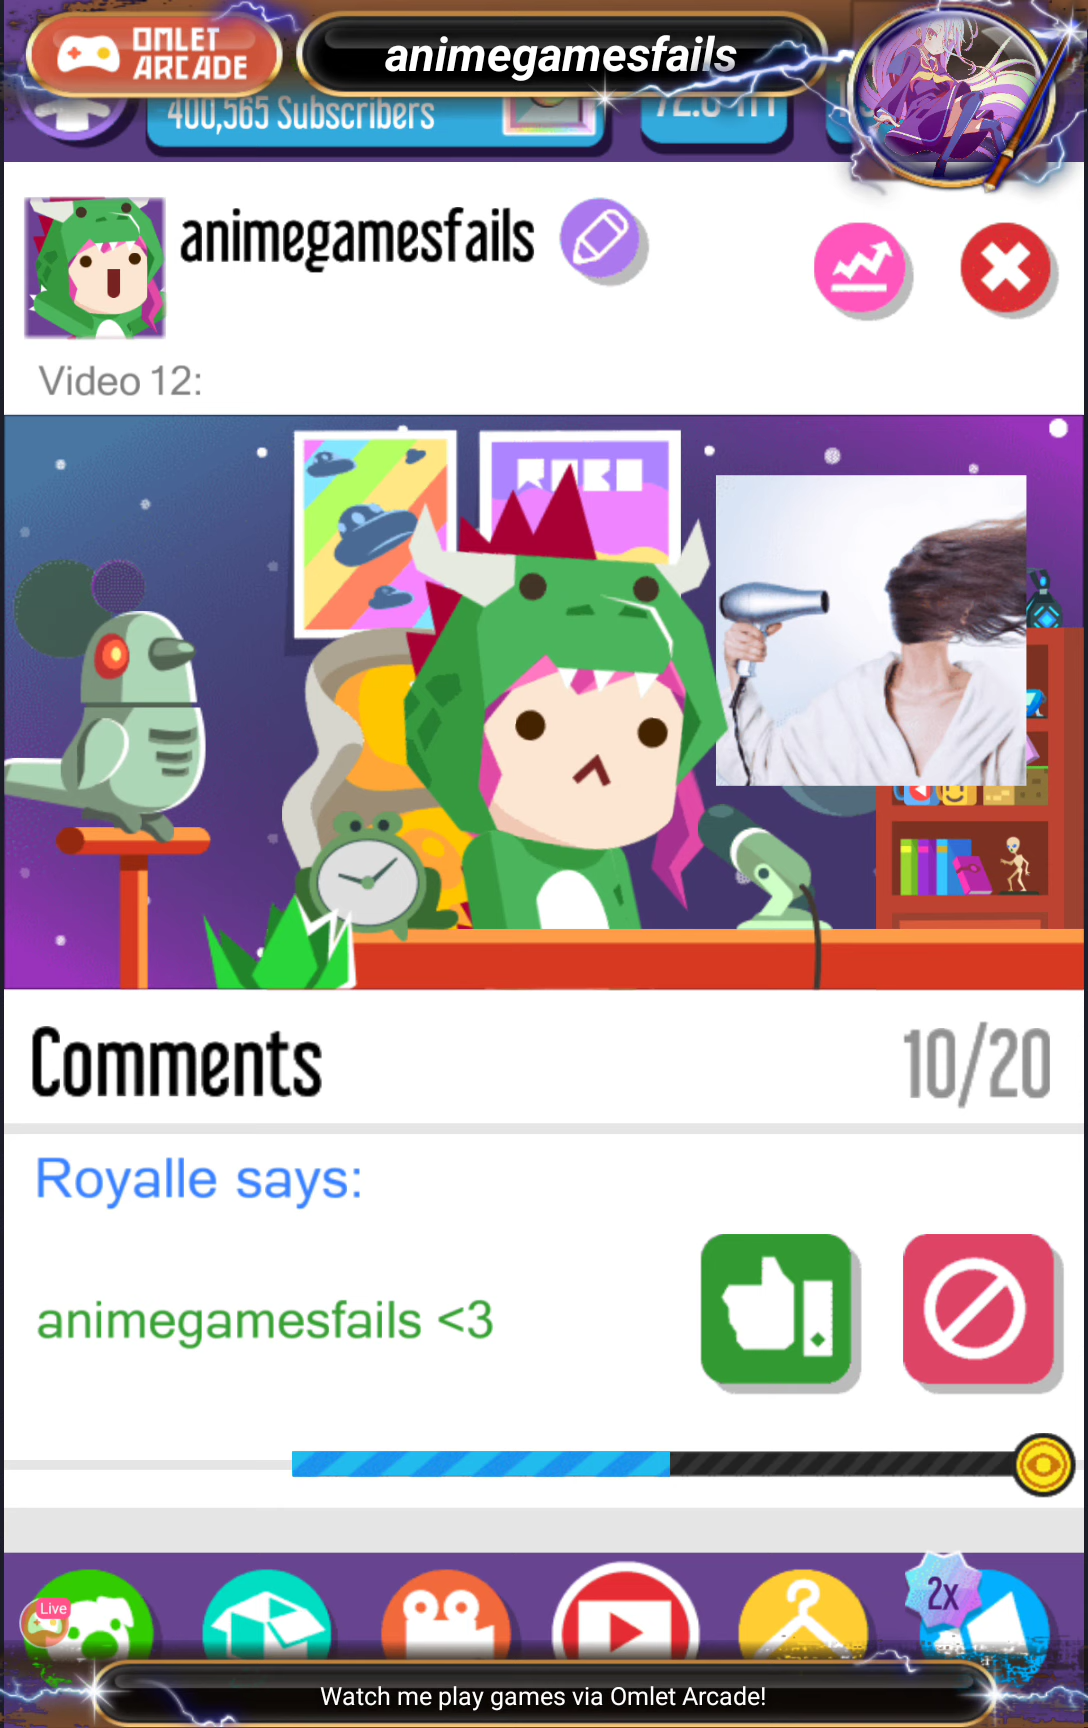 OMLET
ARCADE
animegamesfails
400,565 Subscribers
animegamesfails
Video 12:
Comments
10/20
Royalle says:
animegamesfails <3
2x
Live
Watch me play games via Omlet Arcade!